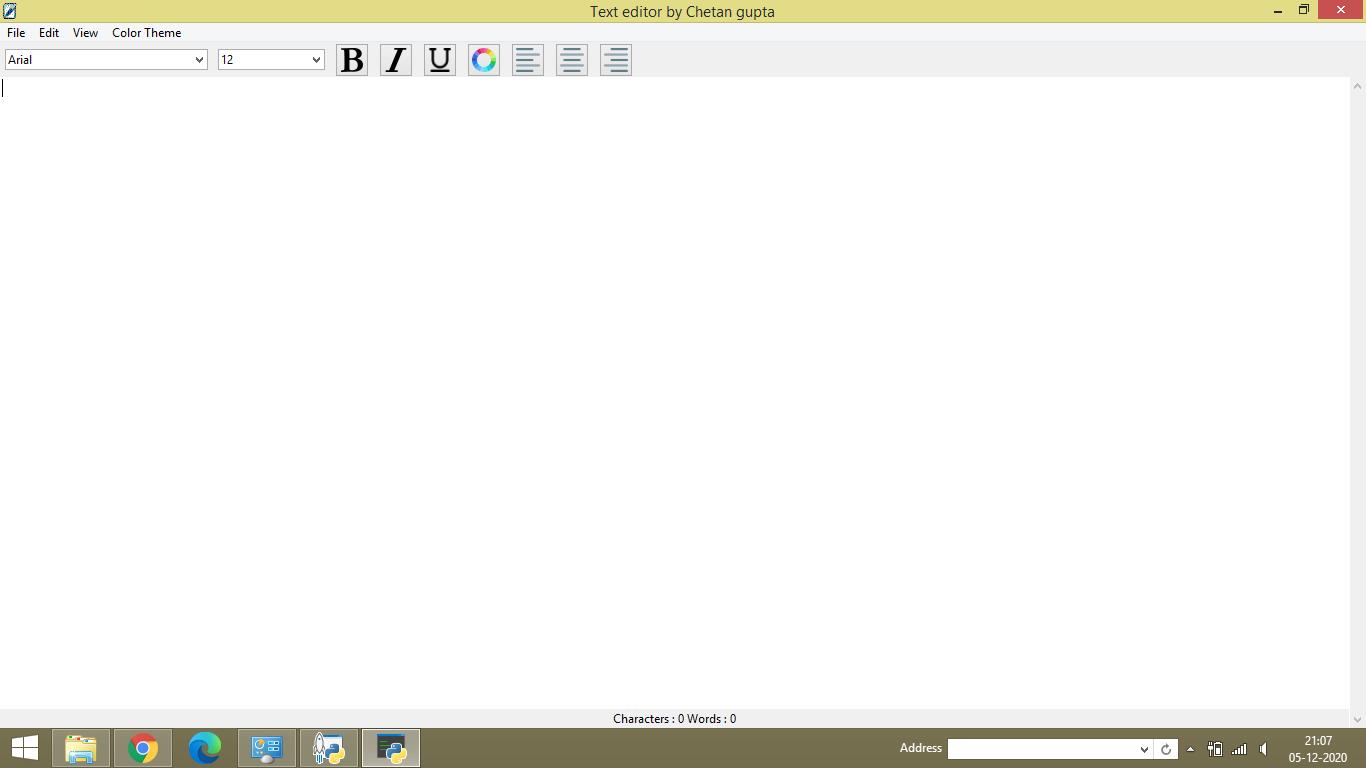 Text editor by Chetan gupta
File Edit View Color Theme
Arial 12 B I U
Characters : 0 Words : 0
Address 21:07
05-12-2020